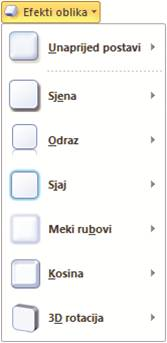 Efekti oblika
Unaprijed postavi
Sjena
Odraz
Sjaj
Meki rubovi
Kosina
3D rotacija